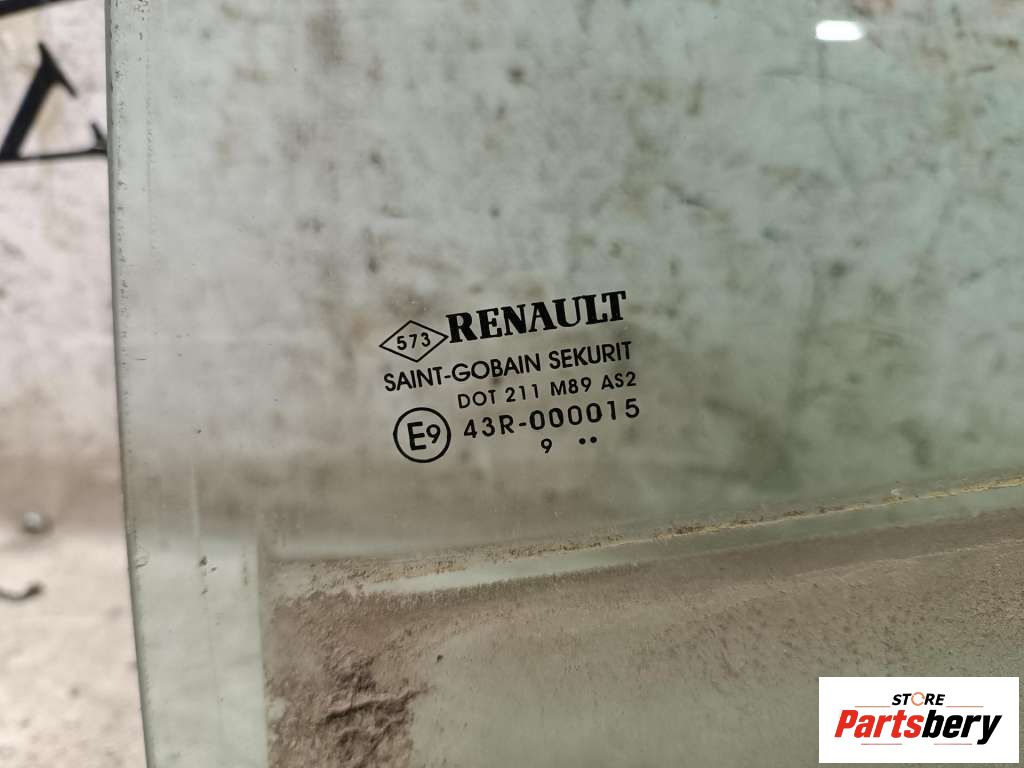 573 RENAULT
SAINT-GOBAIN SEKURIT
DOT 211 M89 AS2
E9 43R-000015
9 ••
STORE
Partsbery